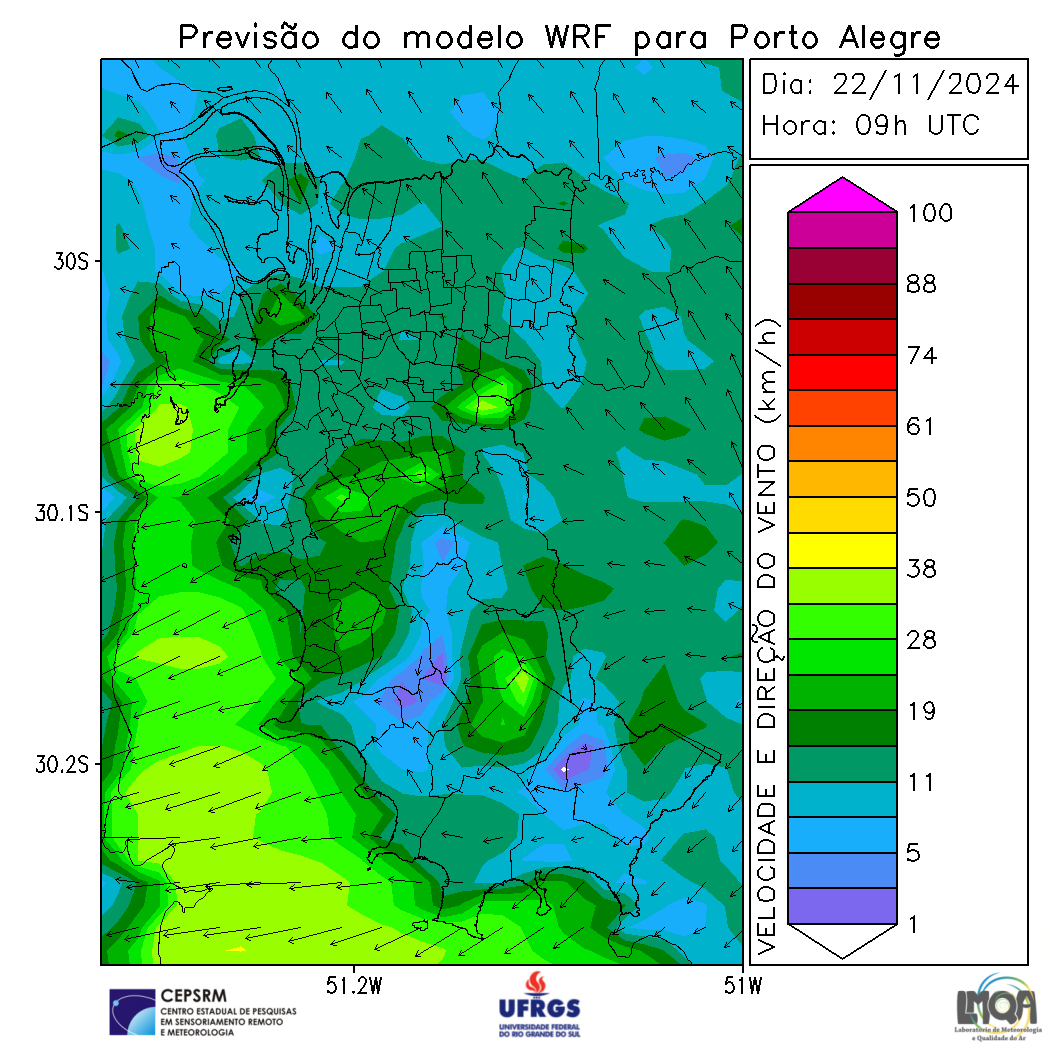 Previsão do modelo WRF para Porto Alegre
Dia: 22/11/2024
Hora: 09h UTC
30S
30.1S
30.2S
51.2W
51W
VELOCIDADE E DIREÇÃO DO VENTO (km/h)
100
88
74
61
50
38
28
19
11
5
1
CEPSRM
CENTRO ESTADUAL DE PESQUISAS
EM SENSORIAMENTO REMOTO
E METEOROLOGIA
UFRGS
UNIVERSIDADE FEDERAL
DO RIO GRANDE DO SUL
LMQA
Laboratório de Meteorologia
e Qualidade do Ar